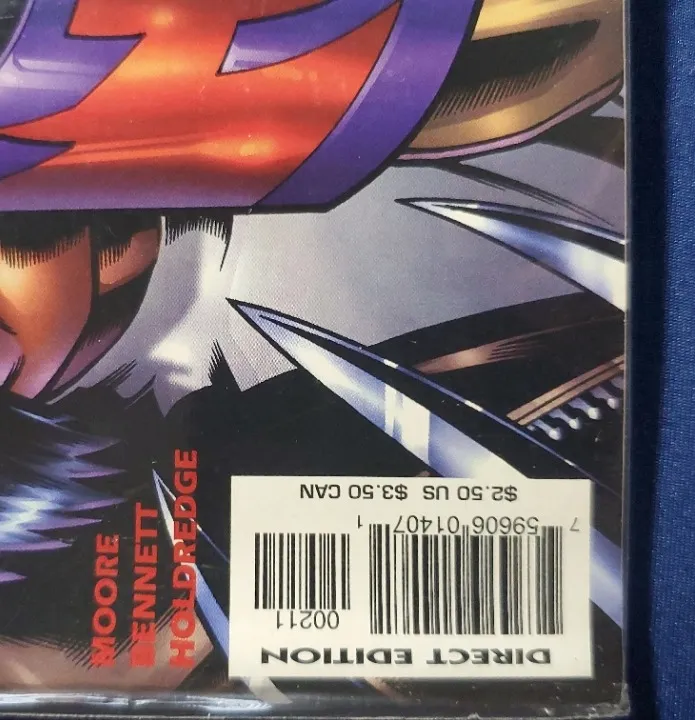 MOORE
BENNETT
HOLDREDGE
DIRECT EDITION
00211
7 59606 01407 1
$2.50 US $3.50 CAN